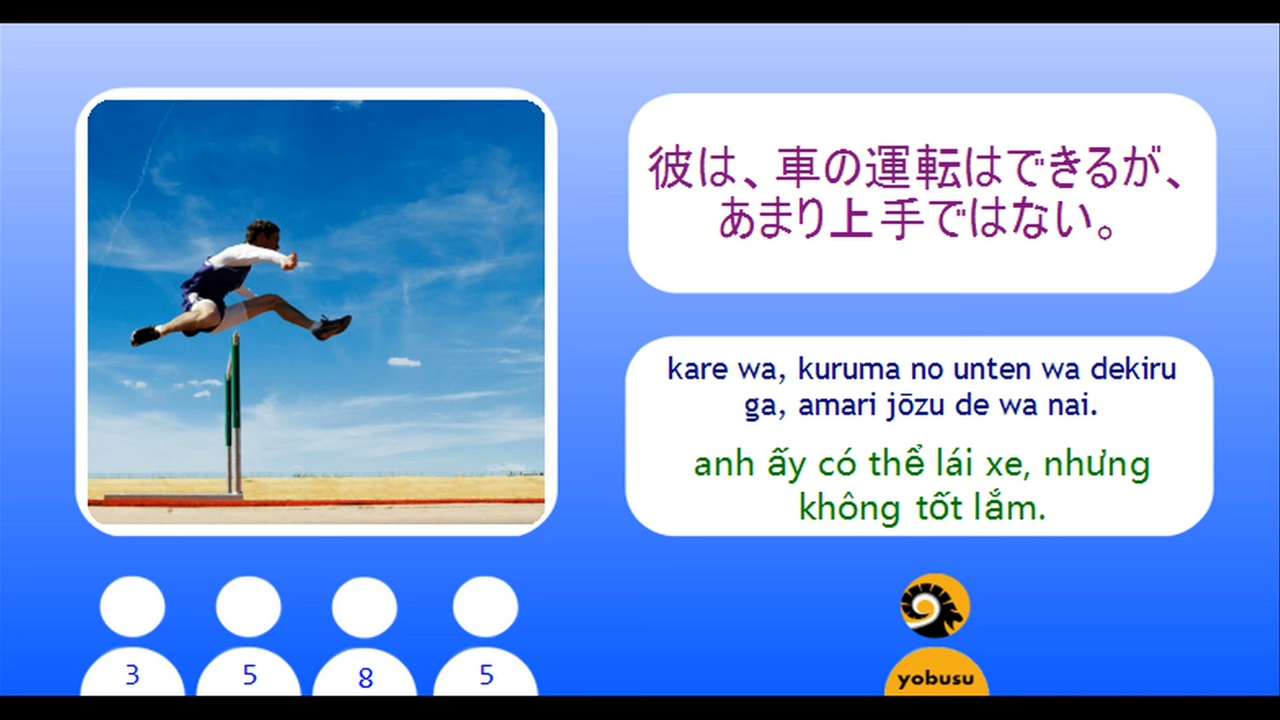 彼は、車の運転はできるが、
あまり上手ではない。
kare wa, kuruma no unten wa dekiru
ga, amari jōzu de wa nai.
anh ấy có thể lái xe, nhưng
không tốt lắm.
3 5 8 5
yobusu